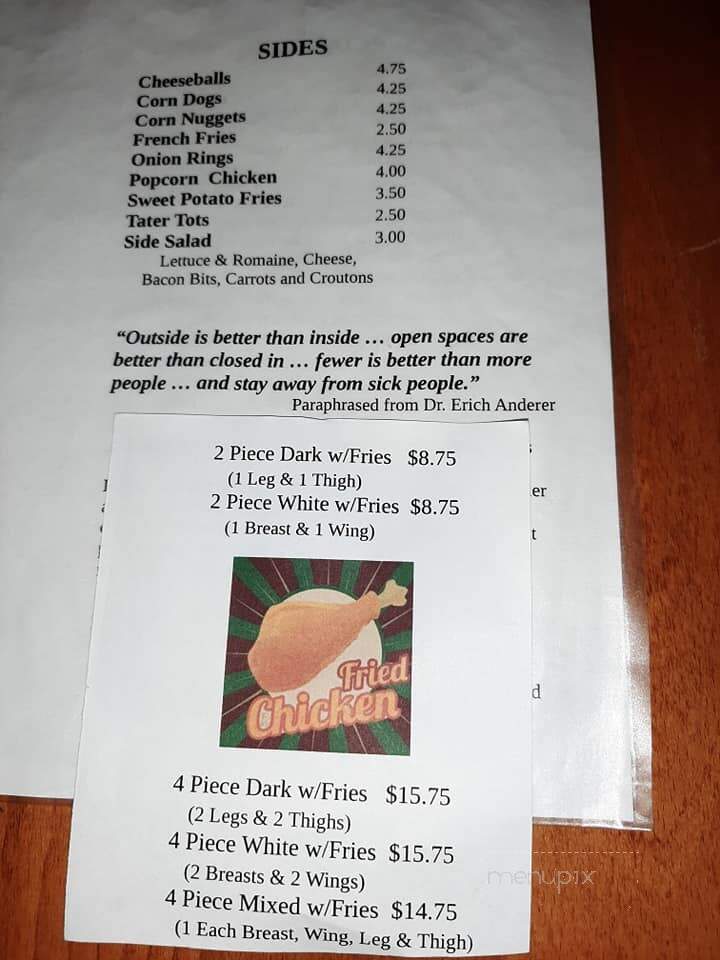 SIDES
Cheeseballs 4.75
Corn Dogs 4.25
Corn Nuggets 4.25
French Fries 2.50
Onion Rings 4.25
Popcorn Chicken 4.00
Sweet Potato Fries 3.50
Tater Tots 2.50
Side Salad 3.00
Lettuce & Romaine, Cheese,
Bacon Bits, Carrots and Croutons
“Outside is better than inside … open spaces are
better than closed in … fewer is better than more
people … and stay away from sick people.”
Paraphrased from Dr. Erich Anderer
2 Piece Dark w/Fries $8.75
(1 Leg & 1 Thigh)
2 Piece White w/Fries $8.75
(1 Breast & 1 Wing)
Fried
Chicken
4 Piece Dark w/Fries $15.75
(2 Legs & 2 Thighs)
4 Piece White w/Fries $15.75
(2 Breasts & 2 Wings)
4 Piece Mixed w/Fries $14.75
(1 Each Breast, Wing, Leg & Thigh)
menupix